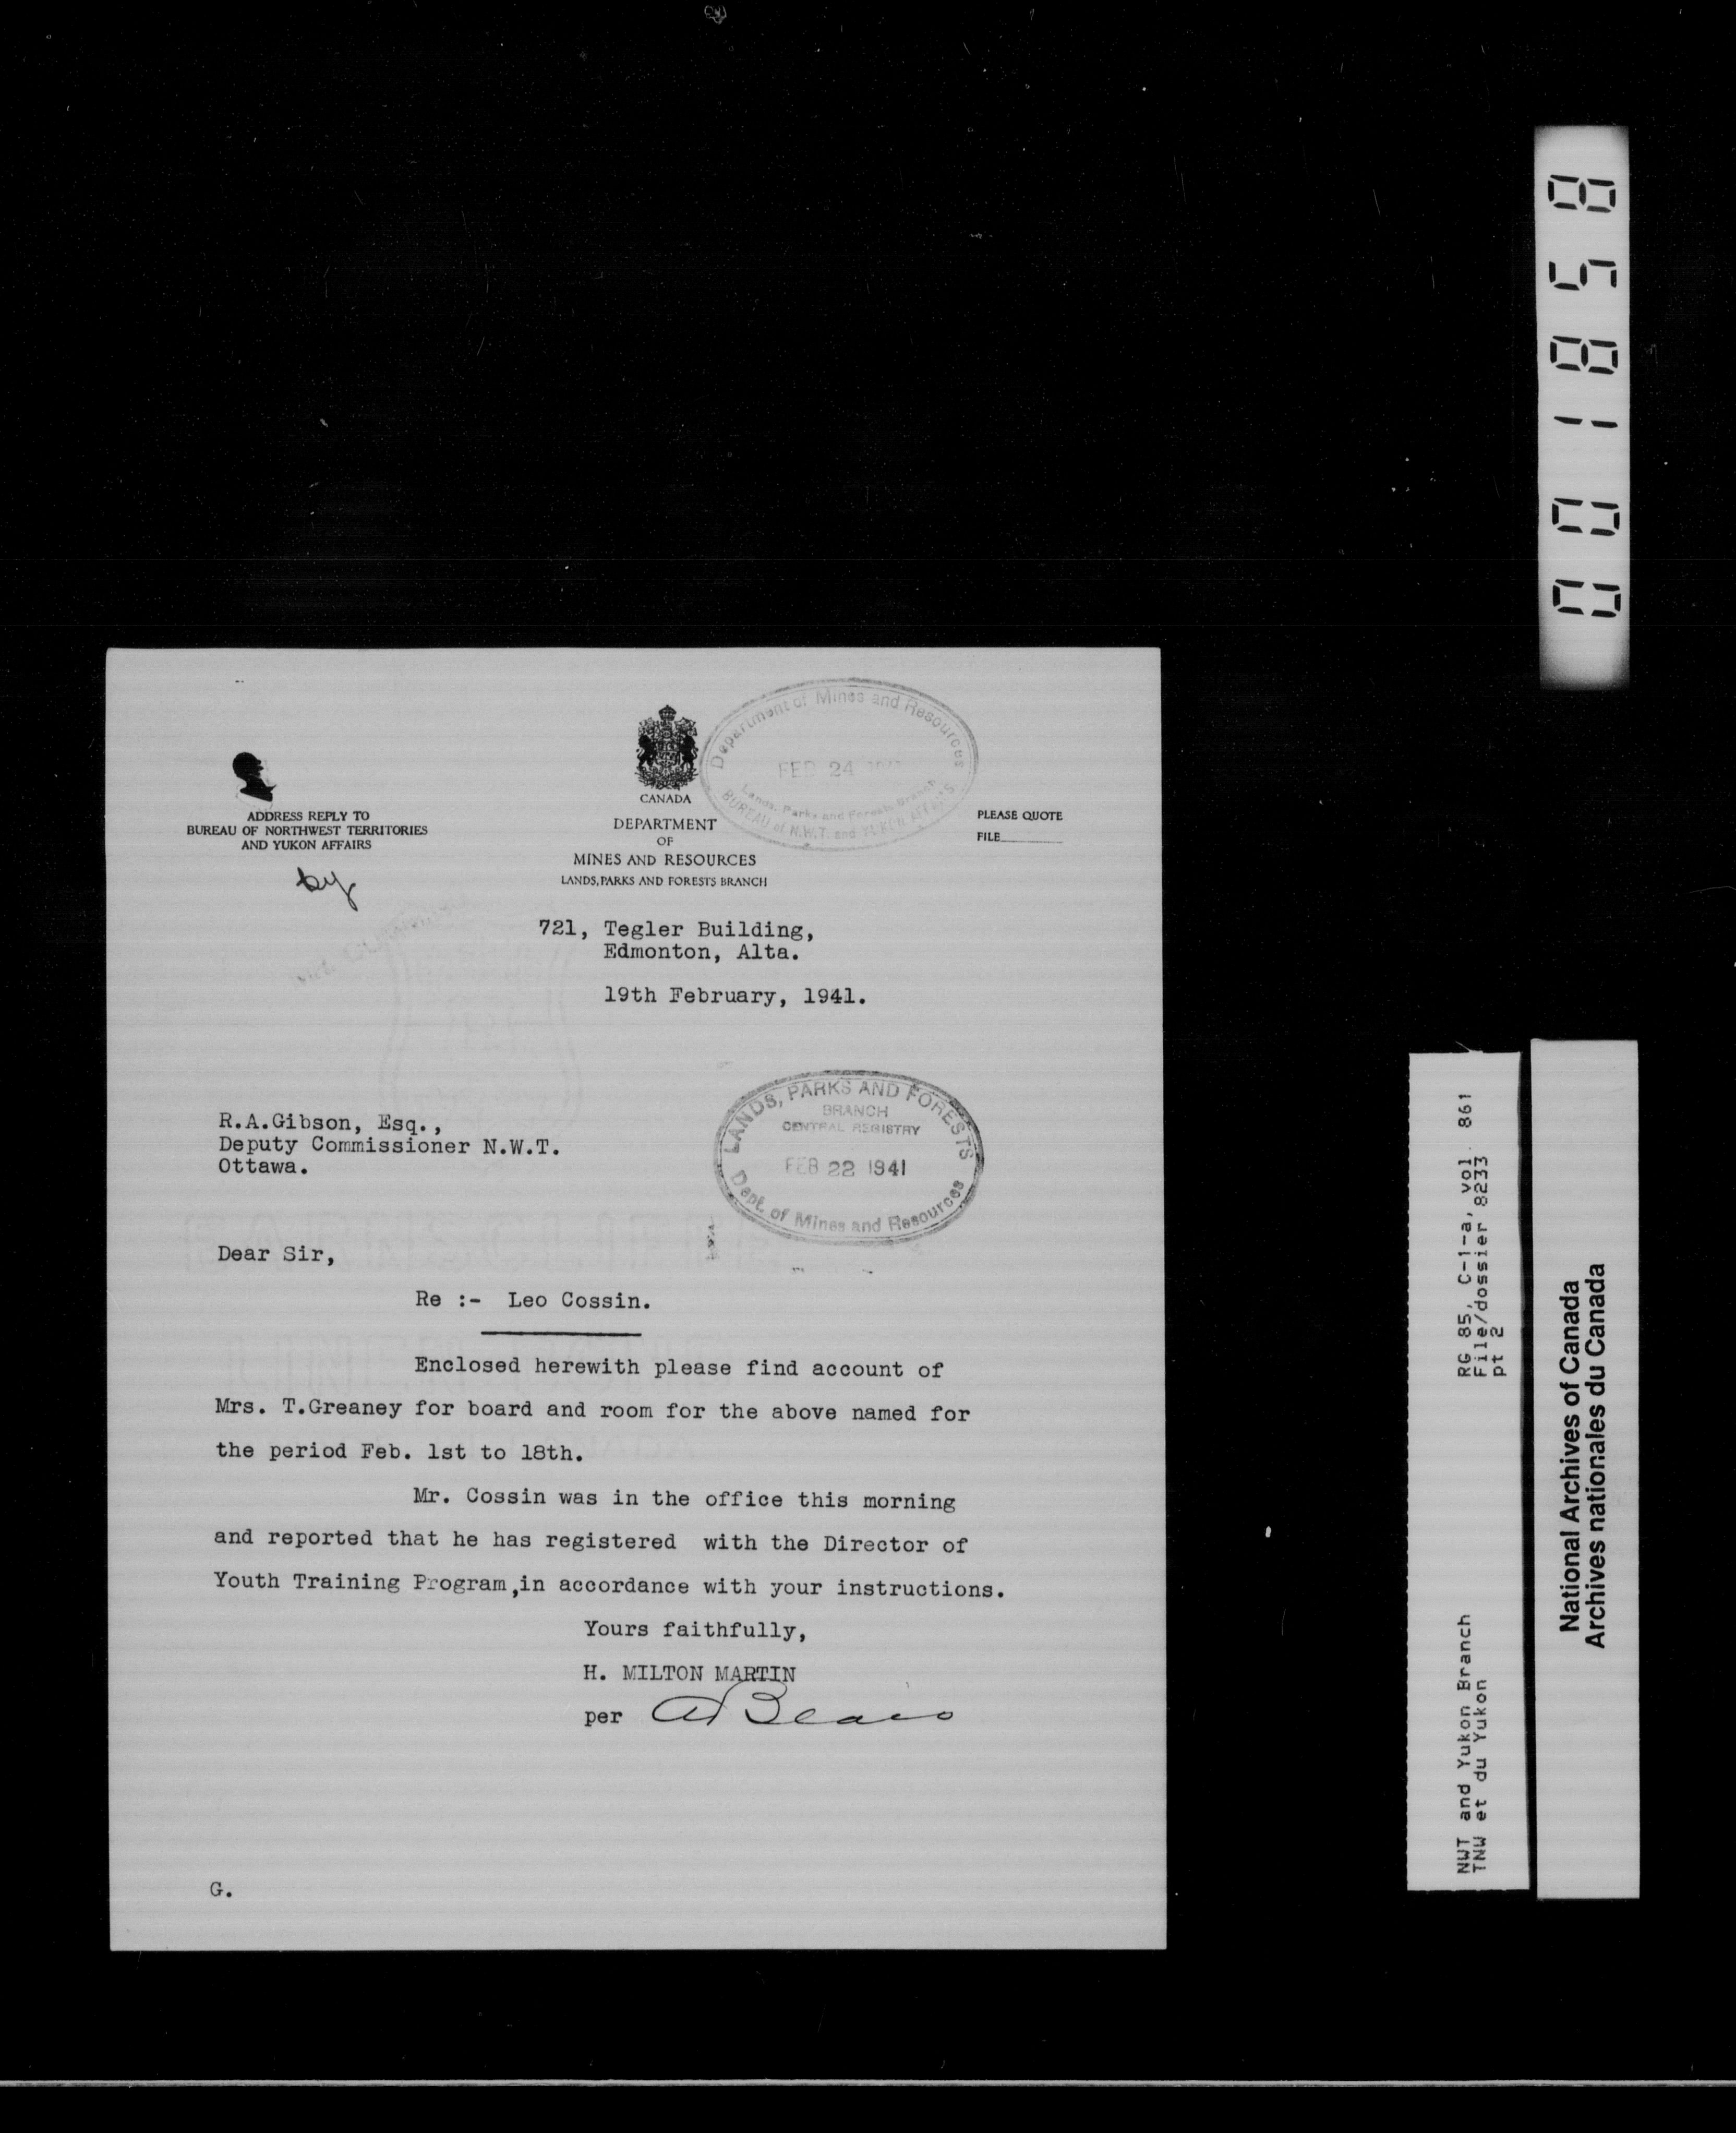 Department of Mines and Resources
FEB 24
Lands, Parks and Forests Branch
BUREAU of N.W.T. and YUKON AFFAIRS
CANADA
DEPARTMENT
OF
MINES AND RESOURCES
LANDS, PARKS AND FORESTS BRANCH
ADDRESS REPLY TO
BUREAU OF NORTHWEST TERRITORIES
AND YUKON AFFAIRS
PLEASE QUOTE
FILE
721, Tegler Building,
Edmonton, Alta.
19th February, 1941.
LANDS, PARKS AND FORESTS
BRANCH
CENTRAL REGISTRY
FEB 22 1941
Dept. of Mines and Resources
R.A.Gibson, Esq.,
Deputy Commissioner N.W.T.
Ottawa.
Dear Sir,
Re :- Leo Cossin.
Enclosed herewith please find account of
Mrs. T.Greaney for board and room for the above named for
the period Feb. 1st to 18th.
Mr. Cossin was in the office this morning
and reported that he has registered with the Director of
Youth Training Program,in accordance with your instructions.
Yours faithfully,
H. MILTON MARTIN
per
G.
001858
RG 85, C-1-a, vol. 861
File/dossier 8233
pt 2
NWT and Yukon Branch
TNW et du Yukon
National Archives of Canada
Archives nationales du Canada